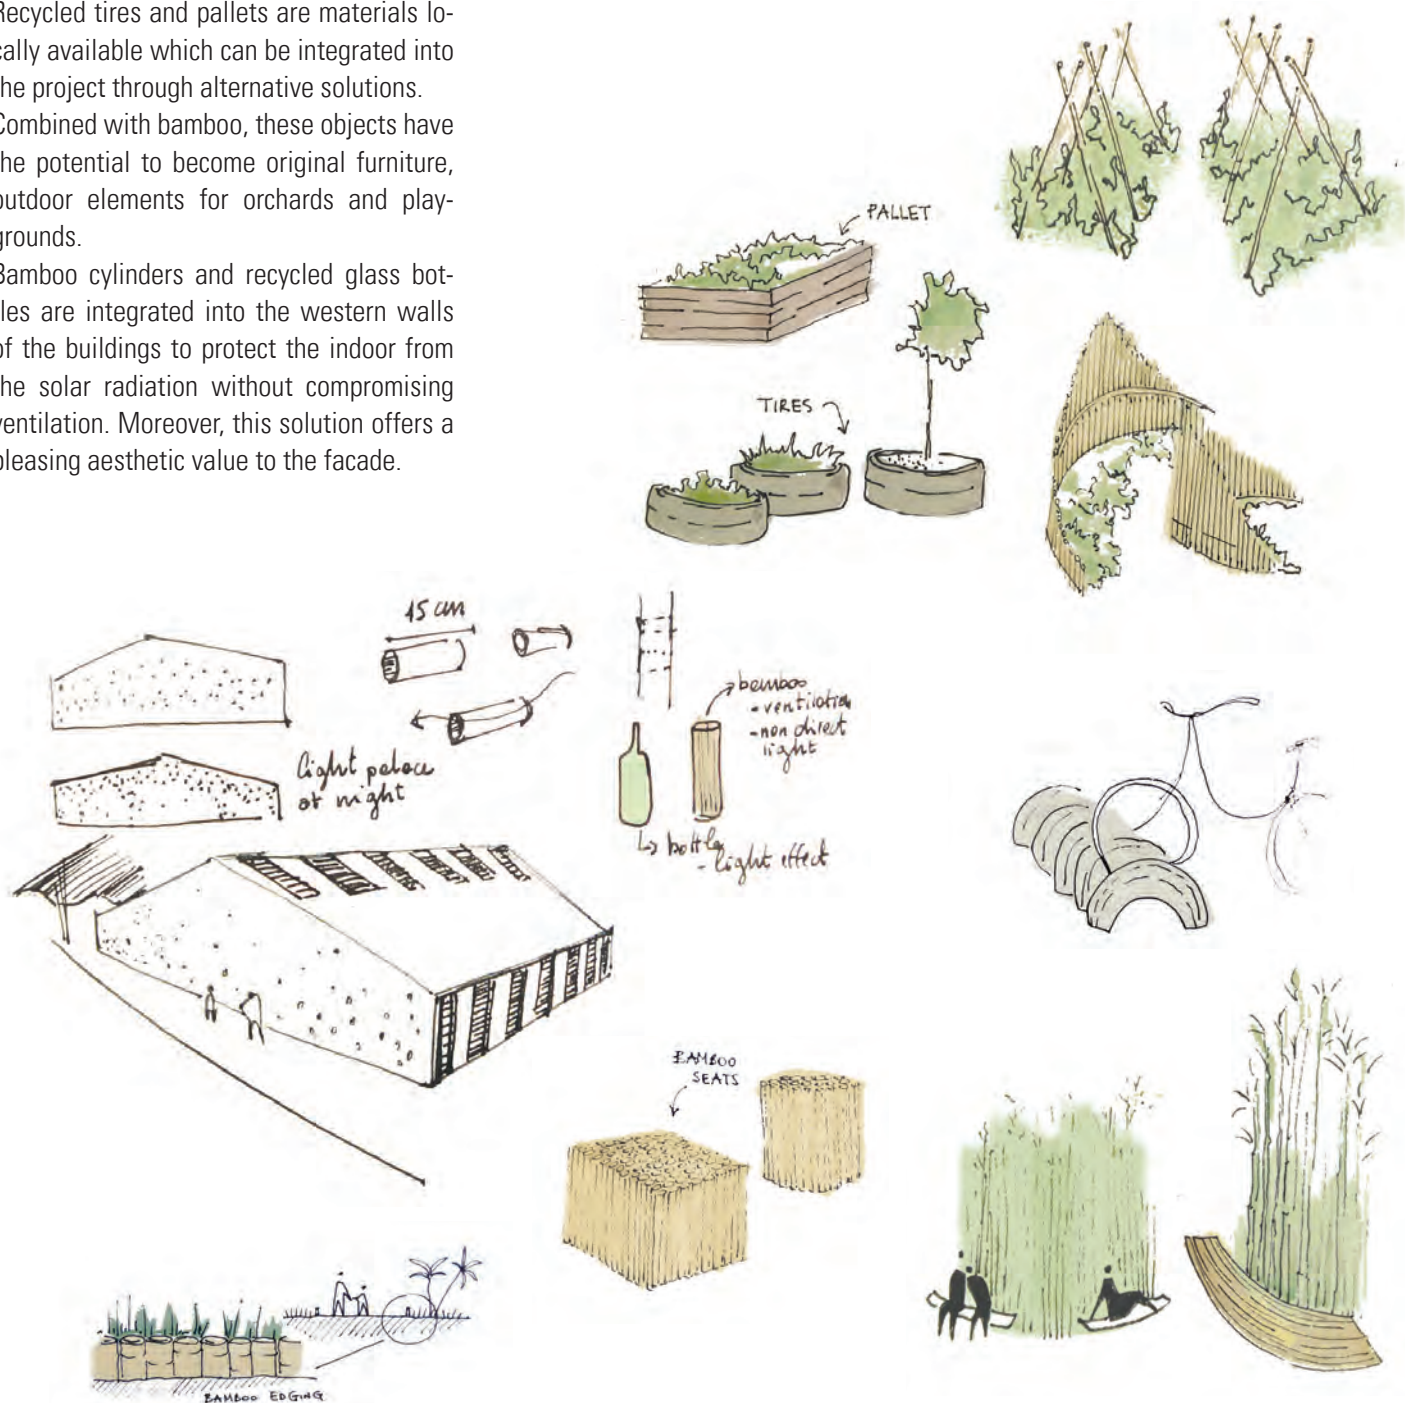 Recycled tires and pallets are materials lo-
cally available which can be integrated into
the project through alternative solutions.
Combined with bamboo, these objects have
the potential to become original furniture,
outdoor elements for orchards and play-
grounds.
Bamboo cylinders and recycled glass bot-
tles are integrated into the western walls
of the buildings to protect the indoor from
the solar radiation without compromising
ventilation. Moreover, this solution offers a
pleasing aesthetic value to the facade.
PALLET
TIRES
15 cm
bamboo
-ventilation
-non direct
light
light palace
at night
bottle
- light effect
BAMBOO
SEATS
BAMBOO EDGING